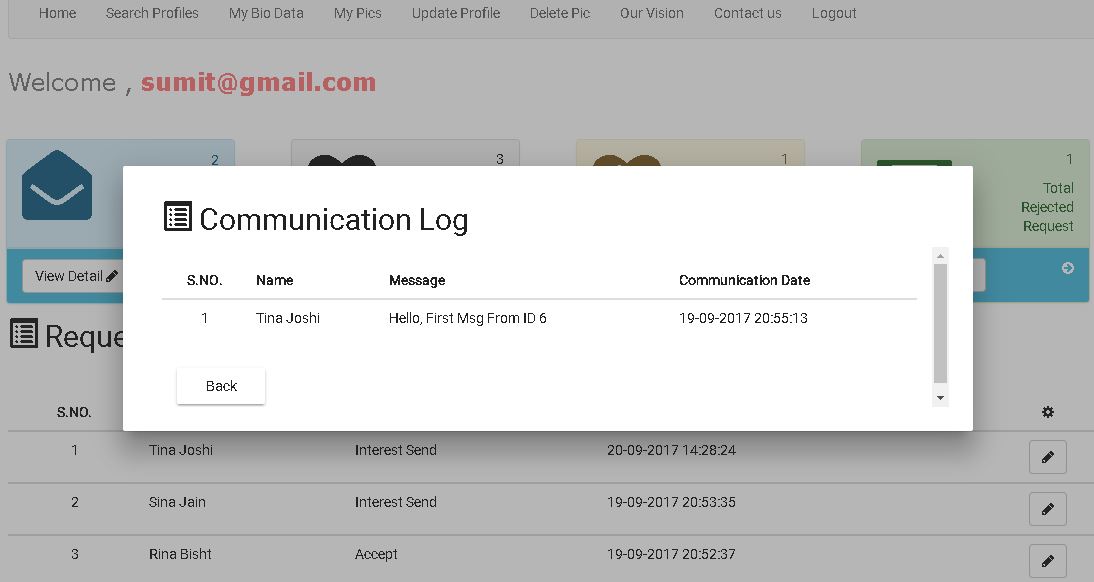 Home Search Profiles My Bio Data My Pics Update Profile Delete Pic Our Vision Contact us Logout
Welcome , sumit@gmail.com
2 3 1 1
Total
Rejected
Request
View Detail
Communication Log
S.NO. Name Message Communication Date
1 Tina Joshi Hello, First Msg From ID 6 19-09-2017 20:55:13
Back
S.NO.
1 Tina Joshi Interest Send 20-09-2017 14:28:24
2 Sina Jain Interest Send 19-09-2017 20:53:35
3 Rina Bisht Accept 19-09-2017 20:52:37